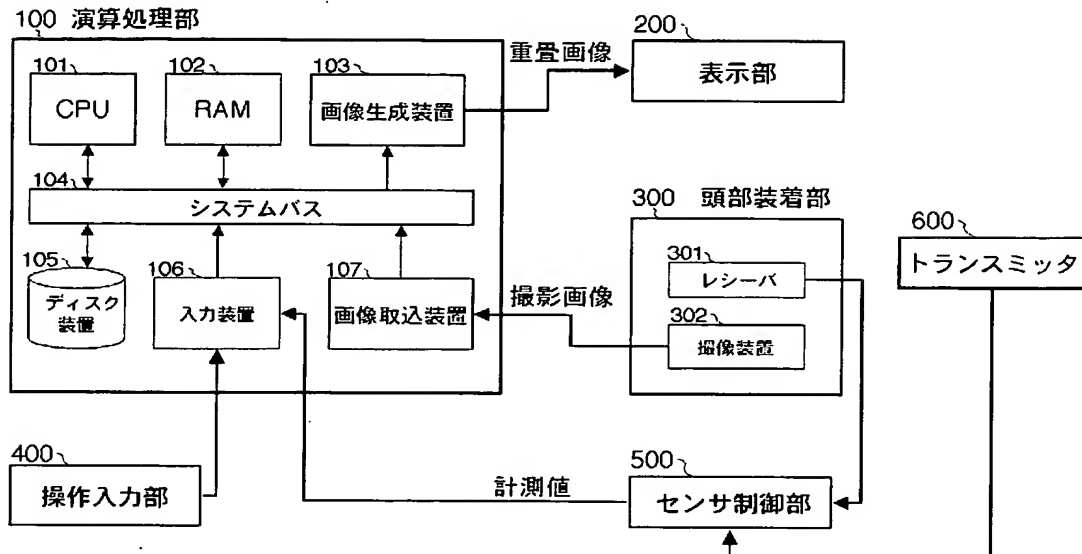 100 演算処理部
101
CPU
102
RAM
103
画像生成装置
104
システムバス
105
ディスク
装置
106
入力装置
107
画像取込装置
重畳画像
200
表示部
300 頭部装着部
301
レシーバ
302
撮像装置
撮影画像
600
トランスミッタ
400
操作入力部
計測値
500
センサ制御部